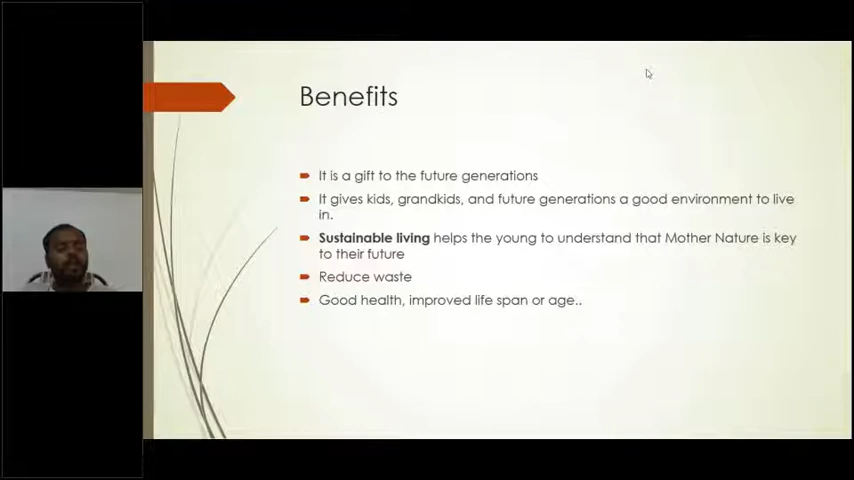 Benefits
It is a gift to the future generations
It gives kids, grandkids, and future generations a good environment to live
in.
Sustainable living helps the young to understand that Mother Nature is key
to their future
Reduce waste
Good health, improved life span or age..